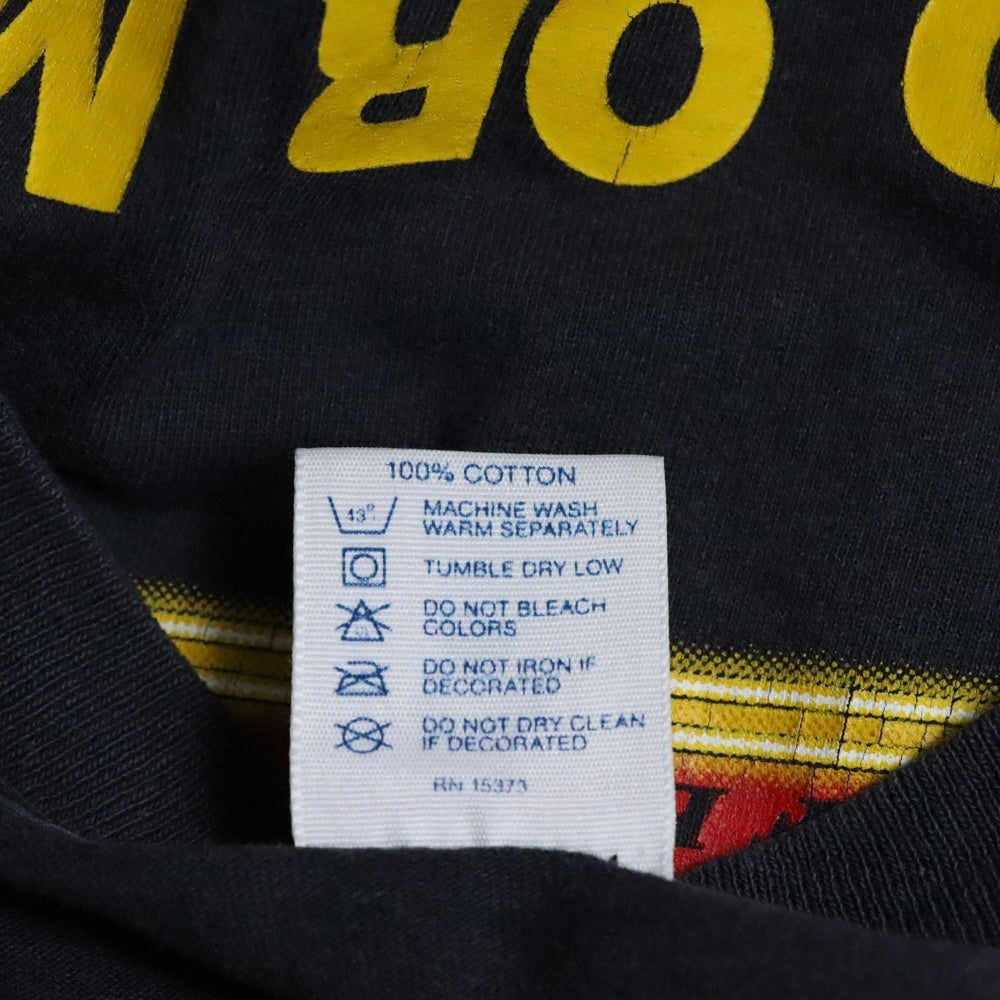 OR
100% COTTON
MACHINE WASH
WARM SEPARATELY
TUMBLE DRY LOW
DO NOT BLEACH
COLORS
DO NOT IRON IF
DECORATED
DO NOT DRY CLEAN
IF DECORATED
RN 15373